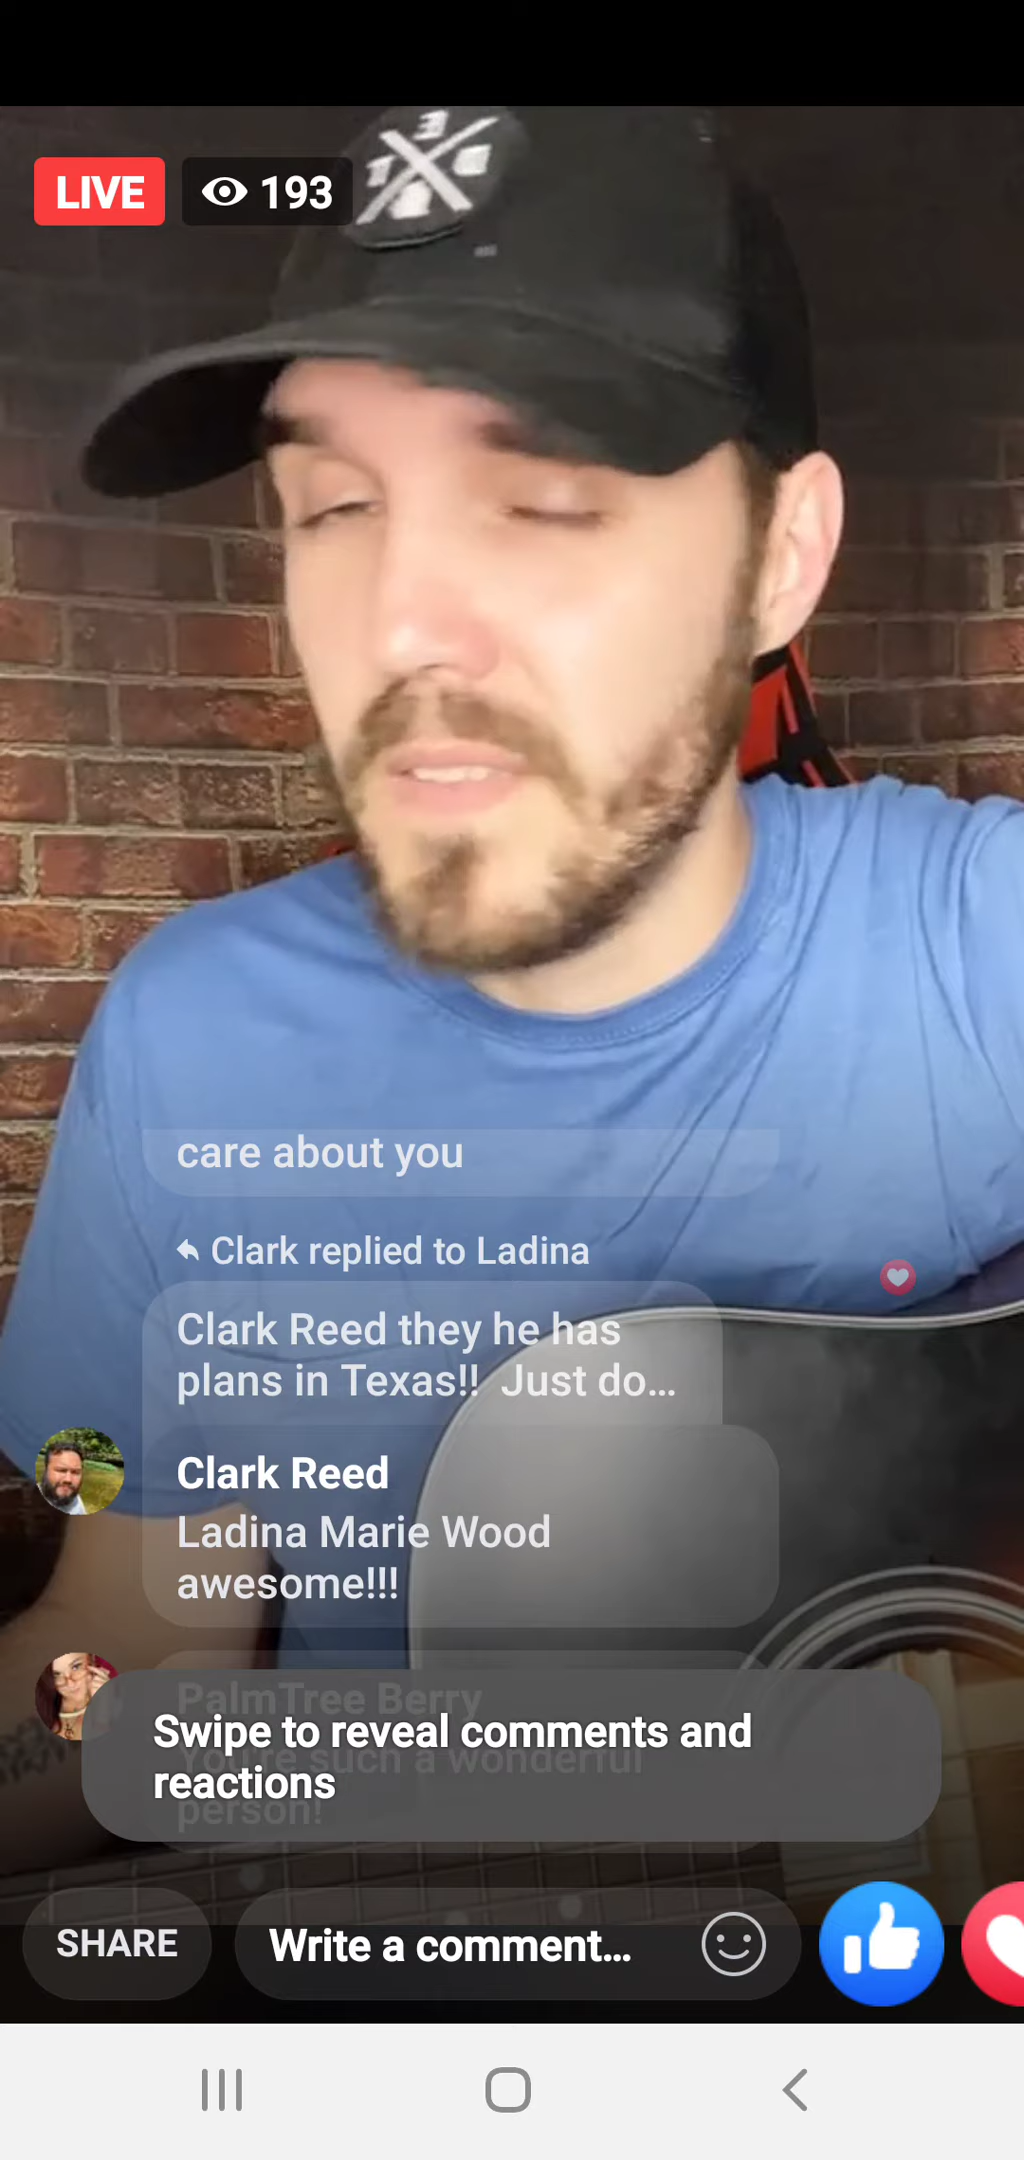 LIVE 193
care about you
Clark replied to Ladina
Clark Reed they he has
plans in Texas!! Just do...
Clark Reed
Ladina Marie Wood
awesome!!!
PalmTree Berry
You're such a wonderful
person!
Swipe to reveal comments and
reactions
SHARE
Write a comment...